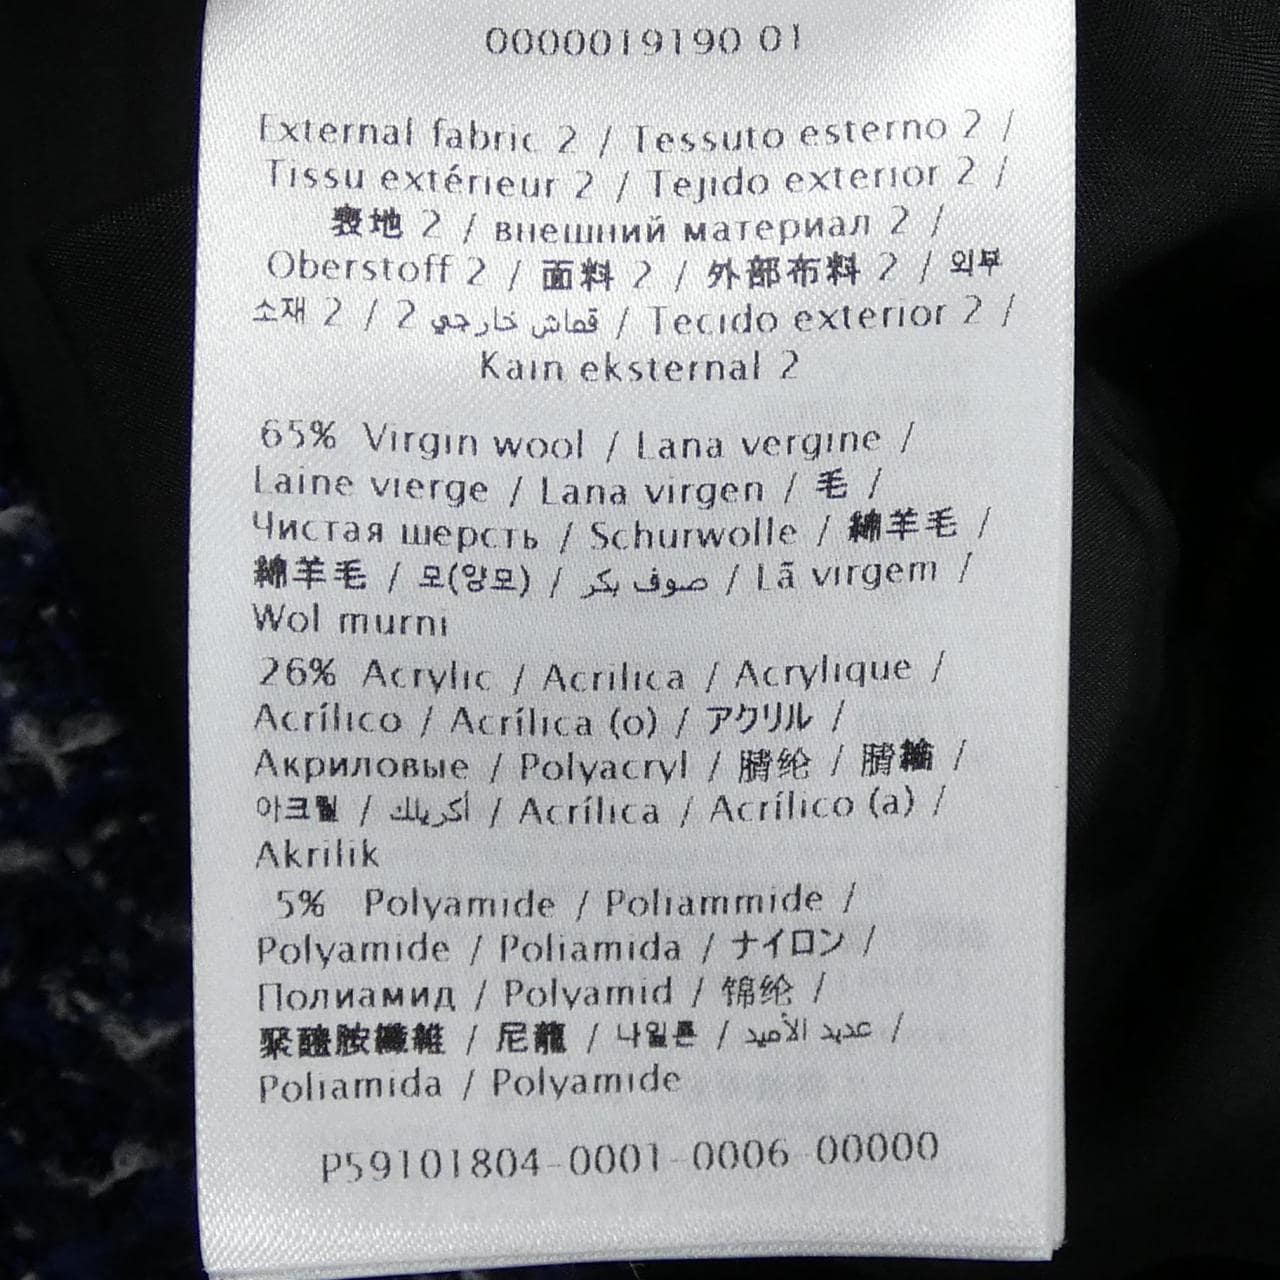 0000019190 01
External fabric 2 / Tessuto esterno 2 /
Tissu extérieur 2 / Tejido exterior 2 /
表地 2 / внешний материал 2 /
Oberstoff 2 / 面料 2 / 外部布料 2 / 외부
소재 2 / قماش خارجي 2 / Tecido exterior 2 /
Kain eksternal 2
65% Virgin wool / Lana vergine /
Laine vierge / Lana virgen / 毛 /
Чистая шерсть / Schurwolle / 綿羊毛 /
綿羊毛 / 모(양모) / صوف بكر / Lã virgem /
Wol murni
26% Acrylic / Acrilica / Acrylique /
Acrílico / Acrílica (o) / アクリル /
Акриловые / Polyacryl / 腈纶 / 腈綸 /
아크릴 / أكريلك / Acrílica / Acrílico (a) /
Akrilik
5% Polyamide / Poliammide /
Polyamide / Poliamida / ナイロン /
Полиамид / Polyamid / 锦纶 /
聚醯胺纖維 / 尼龍 / 나일론 / عديد الأميد /
Poliamida / Polyamide
P59101804-0001-0006-00000